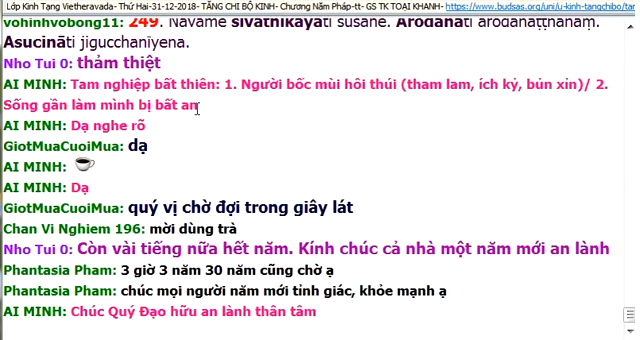 Lớp Kinh Tạng Vietheravada- Thứ Hai-31-12-2018- TĂNG CHI BỘ KINH- Chương Năm Pháp-tt- GS TK TOẠI KHANH- https://www.budsas.org/uni/u-kinh-tangchibo/tan
vohinhvobong11: 249. Navame sivathikāyāti susāne. Ārodanāti ārodanaṭṭhānaṃ.
Asucināti jigucchanīyena.
Nho Tui 0: thảm thiệt
AI MINH: Tam nghiệp bất thiên: 1. Người bốc mùi hôi thúi (tham lam, ích kỷ, bủn xỉn)/ 2.
Sống gần làm mình bị bất an
AI MINH: Dạ nghe rõ
GiotMuaCuoiMua: dạ
AI MINH:
AI MINH: Dạ
GiotMuaCuoiMua: quý vị chờ đợi trong giây lát
Chan Vi Nghiem 196: mời dùng trà
Nho Tui 0: Còn vài tiếng nữa hết năm. Kính chúc cả nhà một năm mới an lành
Phantasia Pham: 3 giờ 3 năm 30 năm cũng chờ ạ
Phantasia Pham: chúc mọi người năm mới tỉnh giác, khỏe mạnh ạ
AI MINH: Chúc Quý Đạo hữu an lành thân tâm